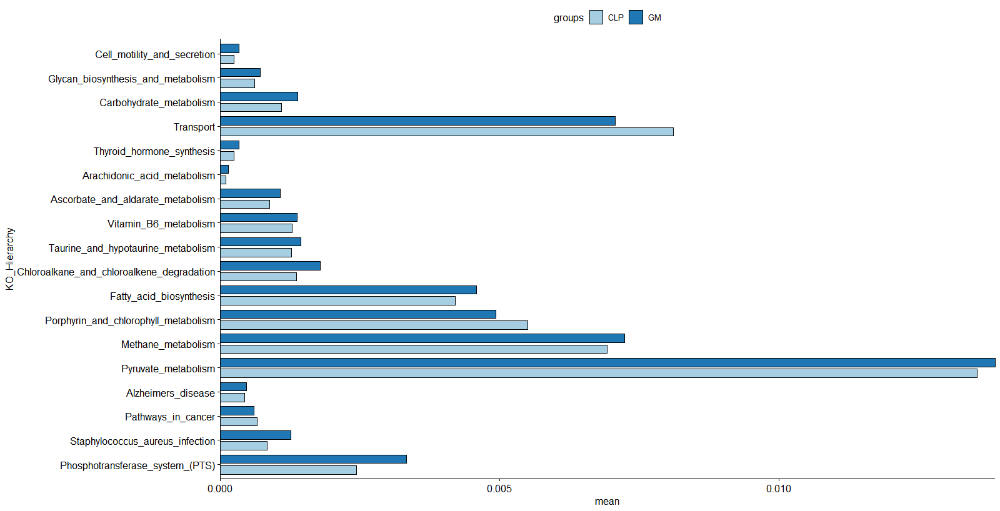 groups CLP GM
Cell_motility_and_secretion
Glycan_biosynthesis_and_metabolism
Carbohydrate_metabolism
Transport
Thyroid_hormone_synthesis
Arachidonic_acid_metabolism
Ascorbate_and_aldarate_metabolism
Vitamin_B6_metabolism
Taurine_and_hypotaurine_metabolism
Chloroalkane_and_chloroalkene_degradation
Fatty_acid_biosynthesis
Porphyrin_and_chlorophyll_metabolism
Methane_metabolism
Pyruvate_metabolism
Alzheimers_disease
Pathways_in_cancer
Staphylococcus_aureus_infection
Phosphotransferase_system_(PTS)
KO_Hierarchy
0.000 0.005 0.010
mean